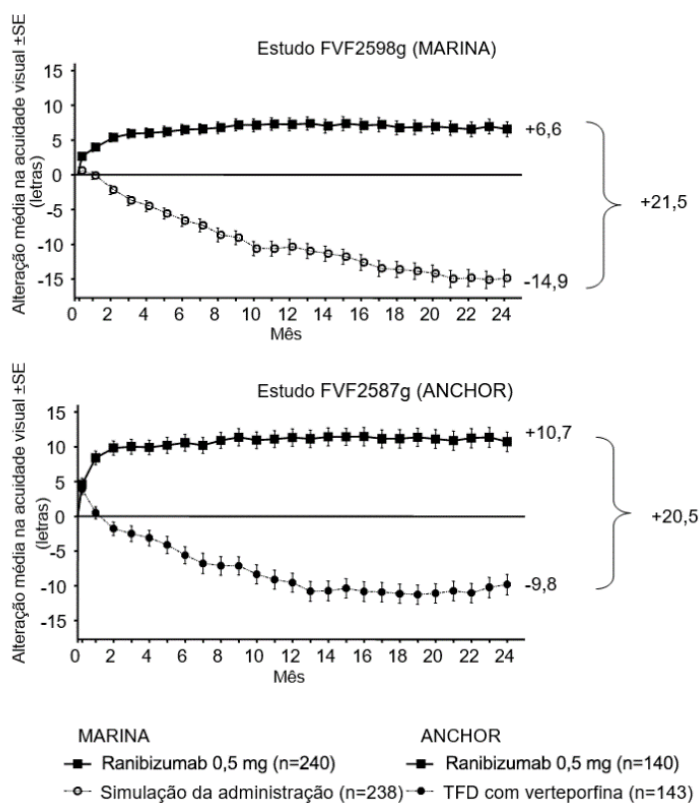 Estudo FVF2598g (MARINA)
Alteração média na acuidade visual ±SE
(letras)
15
10
5
0
-5
-10
-15
+6,6
+21,5
-14,9
0 2 4 6 8 10 12 14 16 18 20 22 24
Mês
Estudo FVF2587g (ANCHOR)
Alteração média na acuidade visual ±SE
(letras)
15
10
5
0
-5
-10
-15
+10,7
+20,5
-9,8
0 2 4 6 8 10 12 14 16 18 20 22 24
Mês
MARINA ANCHOR
Ranibizumab 0,5 mg (n=240) Ranibizumab 0,5 mg (n=140)
Simulação da administração (n=238) TFD com verteporfina (n=143)